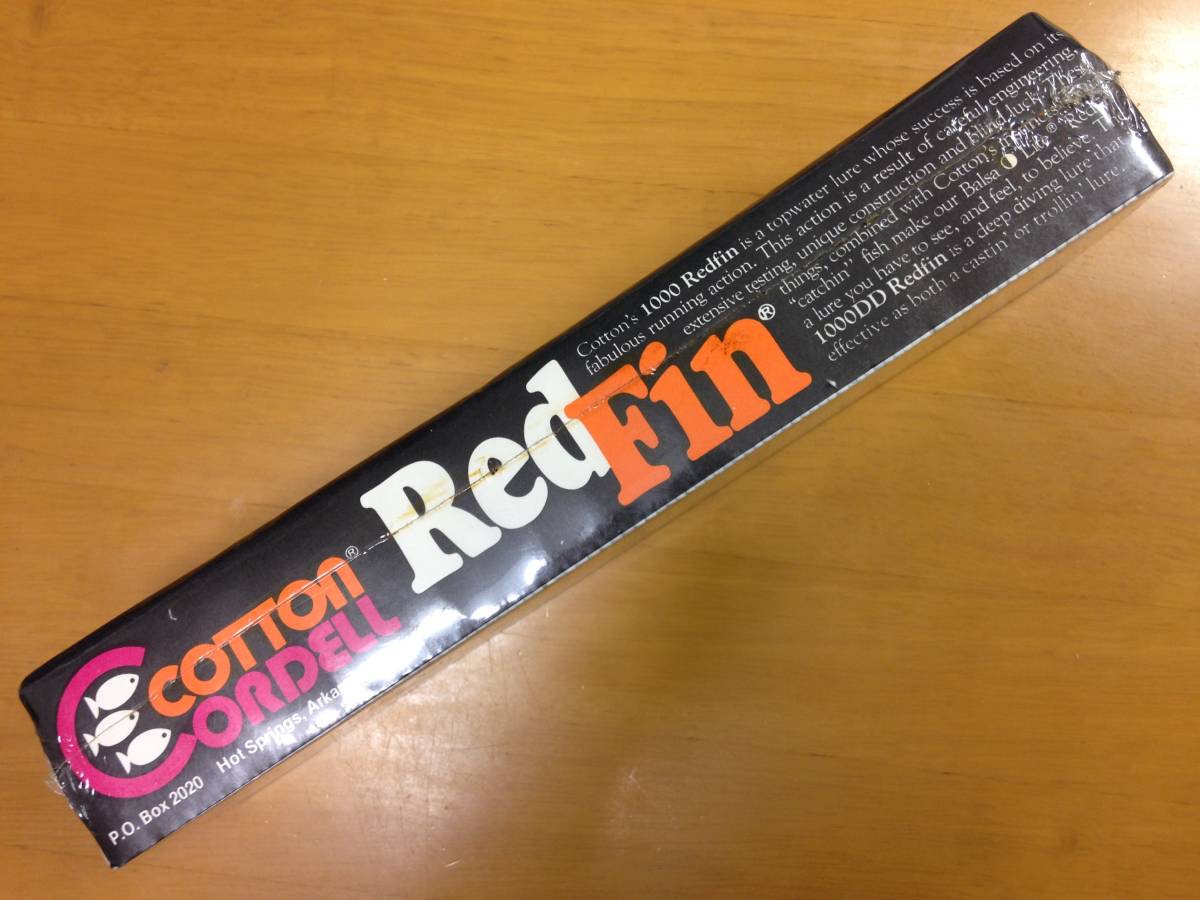 COTTON®
CORDELL
P.O. Box 2020 Hot Springs,
RedFin®
Cotton's 1000 Redfin is a topwater lure whose success is based on its
fabulous running action. This action is a result of careful engineering,
extensive testing, unique construction and blind luck. These
things, combined with Cotton's
"catchin" fish make our Balsa Lite® "Red
a lure you have to see, and feel, to believe. The
1000DD Redfin is a deep diving lure that
effective as both a castin' or trollin' lure.